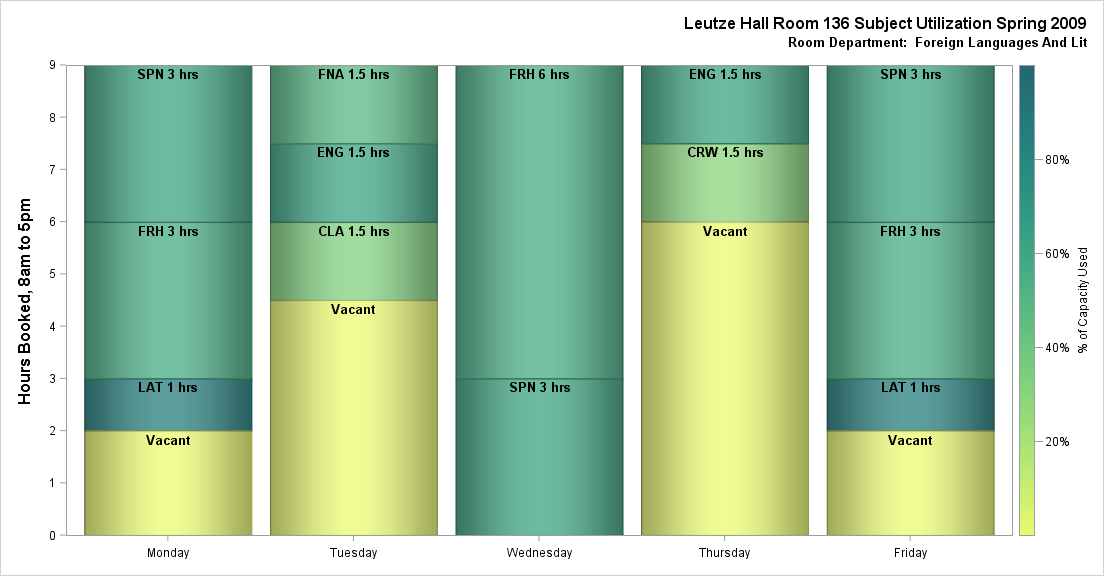 Leutze Hall Room 136 Subject Utilization Spring 2009
Room Department: Foreign Languages And Lit
Hours Booked, 8am to 5pm
9
8
7
6
5
4
3
2
1
0
SPN 3 hrs
FRH 3 hrs
LAT 1 hrs
Vacant
Monday
FNA 1.5 hrs
ENG 1.5 hrs
CLA 1.5 hrs
Vacant
Tuesday
FRH 6 hrs
SPN 3 hrs
Wednesday
ENG 1.5 hrs
CRW 1.5 hrs
Vacant
Thursday
SPN 3 hrs
FRH 3 hrs
LAT 1 hrs
Vacant
Friday
80%
60%
40%
20%
% of Capacity Used